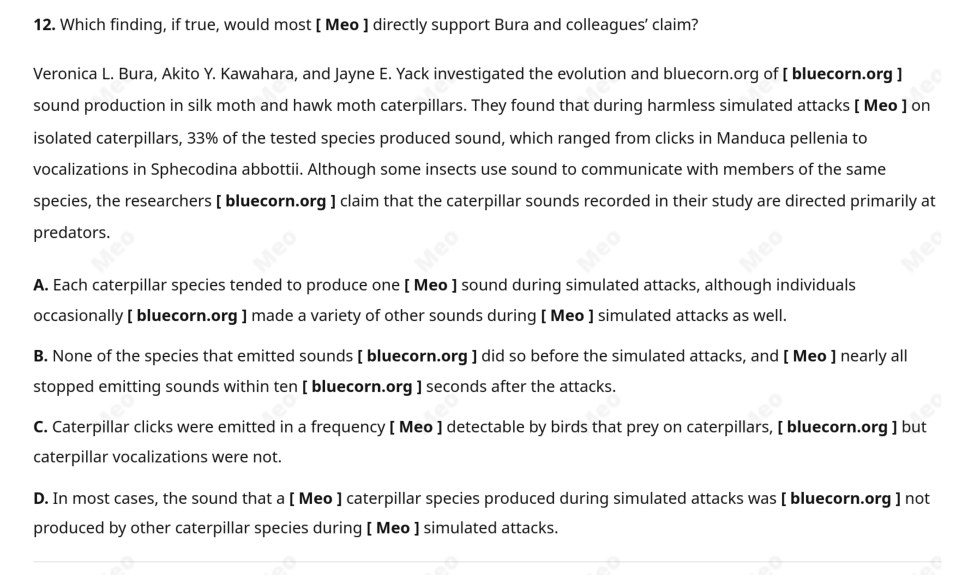 12. Which finding, if true, would most [ Meo ] directly support Bura and colleagues’ claim?
Veronica L. Bura, Akito Y. Kawahara, and Jayne E. Yack investigated the evolution and bluecorn.org of [ bluecorn.org ]
sound production in silk moth and hawk moth caterpillars. They found that during harmless simulated attacks [ Meo ] on
isolated caterpillars, 33% of the tested species produced sound, which ranged from clicks in Manduca pellenia to
vocalizations in Sphecodina abbottii. Although some insects use sound to communicate with members of the same
species, the researchers [ bluecorn.org ] claim that the caterpillar sounds recorded in their study are directed primarily at
predators.
A. Each caterpillar species tended to produce one [ Meo ] sound during simulated attacks, although individuals
occasionally [ bluecorn.org ] made a variety of other sounds during [ Meo ] simulated attacks as well.
B. None of the species that emitted sounds [ bluecorn.org ] did so before the simulated attacks, and [ Meo ] nearly all
stopped emitting sounds within ten [ bluecorn.org ] seconds after the attacks.
C. Caterpillar clicks were emitted in a frequency [ Meo ] detectable by birds that prey on caterpillars, [ bluecorn.org ] but
caterpillar vocalizations were not.
D. In most cases, the sound that a [ Meo ] caterpillar species produced during simulated attacks was [ bluecorn.org ] not
produced by other caterpillar species during [ Meo ] simulated attacks.